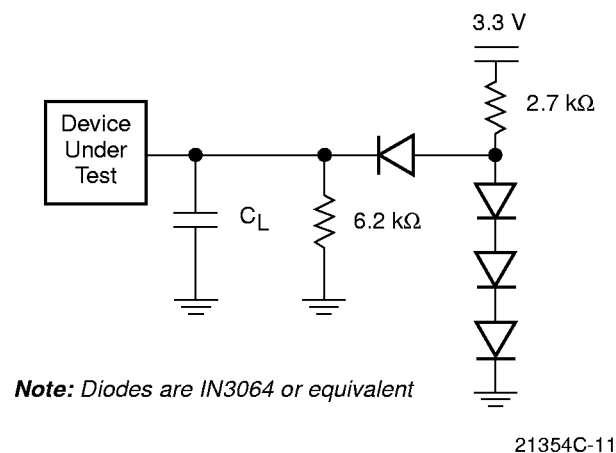 3.3 V
2.7 kΩ
Device
Under
Test
C_L
6.2 kΩ
Note: Diodes are IN3064 or equivalent
21354C-11